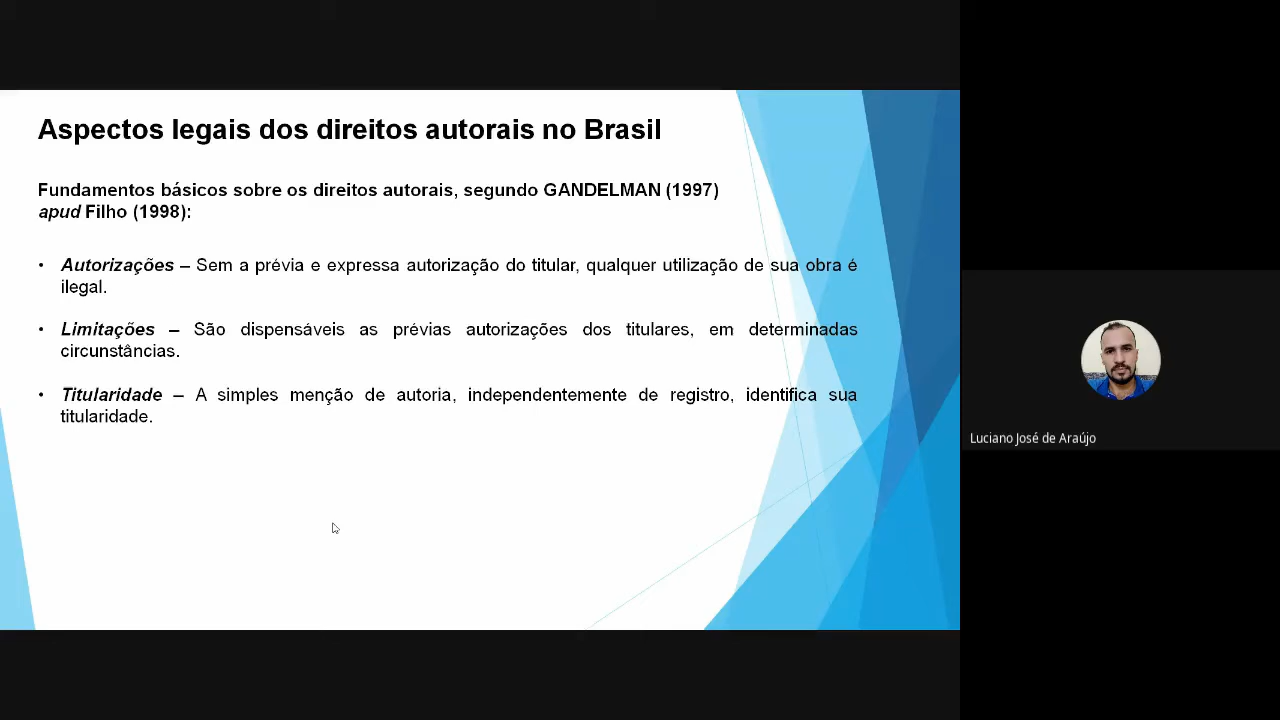 Aspectos legais dos direitos autorais no Brasil
Fundamentos básicos sobre os direitos autorais, segundo GANDELMAN (1997)
apud Filho (1998):
• Autorizações – Sem a prévia e expressa autorização do titular, qualquer utilização de sua obra é
ilegal.
• Limitações – São dispensáveis as prévias autorizações dos titulares, em determinadas
circunstâncias.
• Titularidade – A simples menção de autoria, independentemente de registro, identifica sua
titularidade.
Luciano José de Araújo